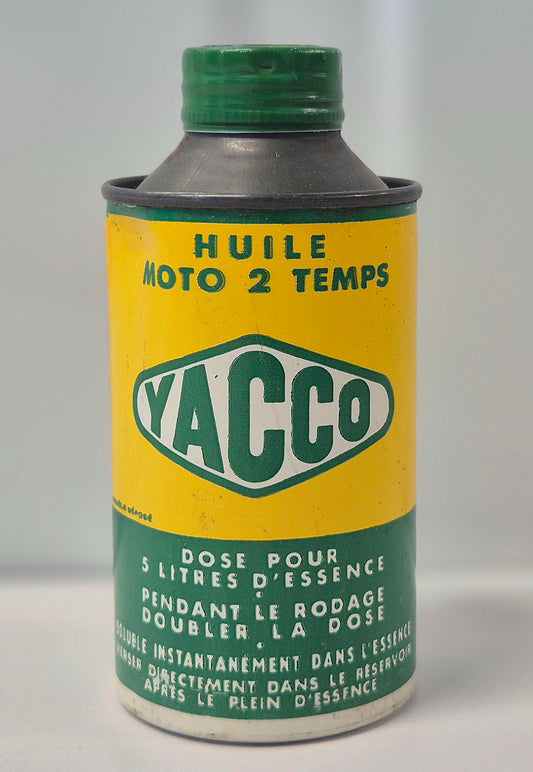 HUILE
MOTO 2 TEMPS
YACCO
DOSE POUR
5 LITRES D'ESSENCE
PENDANT LE RODAGE
DOUBLER LA DOSE
SOLUBLE INSTANTANÉMENT DANS L'ESSENCE
VERSER DIRECTEMENT DANS LE RÉSERVOIR
APRÈS LE PLEIN D'ESSENCE